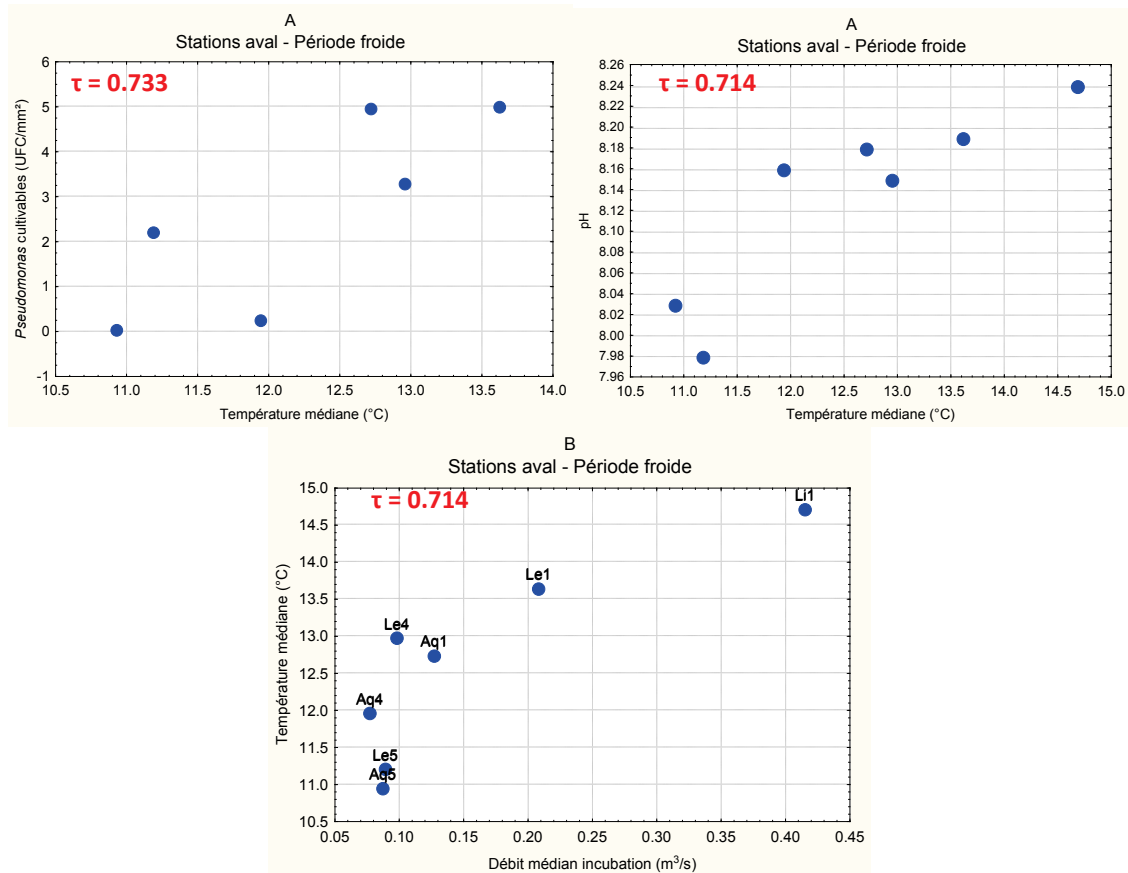 A
Stations aval - Période froide
τ = 0.733
Pseudomonas cultivables (UFC/mm²)
6
5
4
3
2
1
0
-1
10.5 11.0 11.5 12.0 12.5 13.0 13.5 14.0
Température médiane (°C)
A
Stations aval - Période froide
τ = 0.714
pH
8.26
8.24
8.22
8.20
8.18
8.16
8.14
8.12
8.10
8.08
8.06
8.04
8.02
8.00
7.98
7.96
10.5 11.0 11.5 12.0 12.5 13.0 13.5 14.0 14.5 15.0
Température médiane (°C)
B
Stations aval - Période froide
τ = 0.714
Température médiane (°C)
15.0
14.5
14.0
13.5
13.0
12.5
12.0
11.5
11.0
10.5
Li1
Le1
Le4
Aq1
Aq4
Le5
Aq5
0.05 0.10 0.15 0.20 0.25 0.30 0.35 0.40 0.45
Débit médian incubation (m³/s)